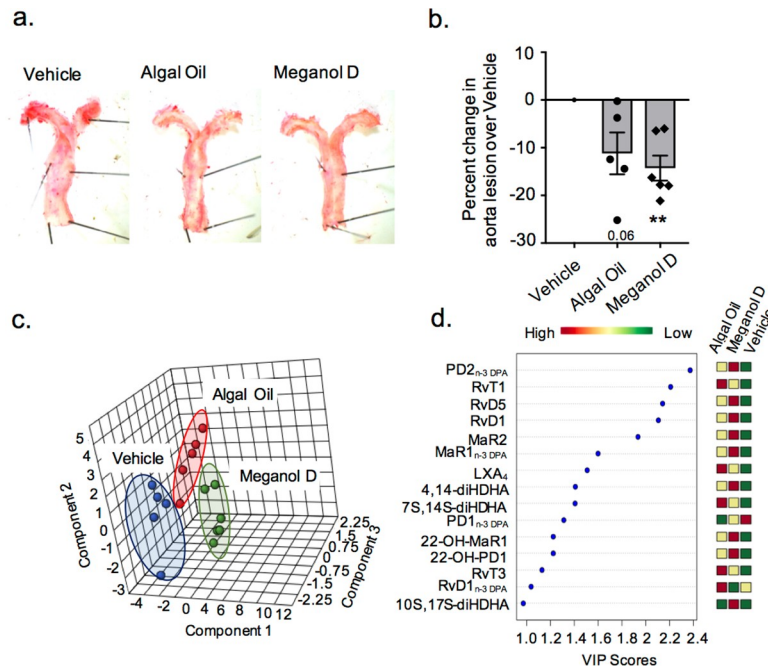 a.
Vehicle
Algal Oil
Meganol D
b.
Percent change in
aorta lesion over Vehicle
10
0
-10
-20
-30
0.06
**
Vehicle
Algal Oil
Meganol D
c.
Algal Oil
Vehicle
Meganol D
Component 2
5
4
3
2
1
0
-1
-2
-3
-4 -2 0 2 4 6 8 10 12
Component 1
2.25
1.5
0.75
0
-0.75
-1.5
-2.25
Component 3
d.
High
Low
Algal Oil
Meganol D
Vehicle
PD2n-3 DPA
RvT1
RvD5
RvD1
MaR2
MaR1n-3 DPA
LXA4
4,14-diHDHA
7S,14S-diHDHA
PD1n-3 DPA
22-OH-MaR1
22-OH-PD1
RvT3
RvD1n-3 DPA
10S,17S-diHDHA
1.0 1.2 1.4 1.6 1.8 2 2.2 2.4
VIP Scores